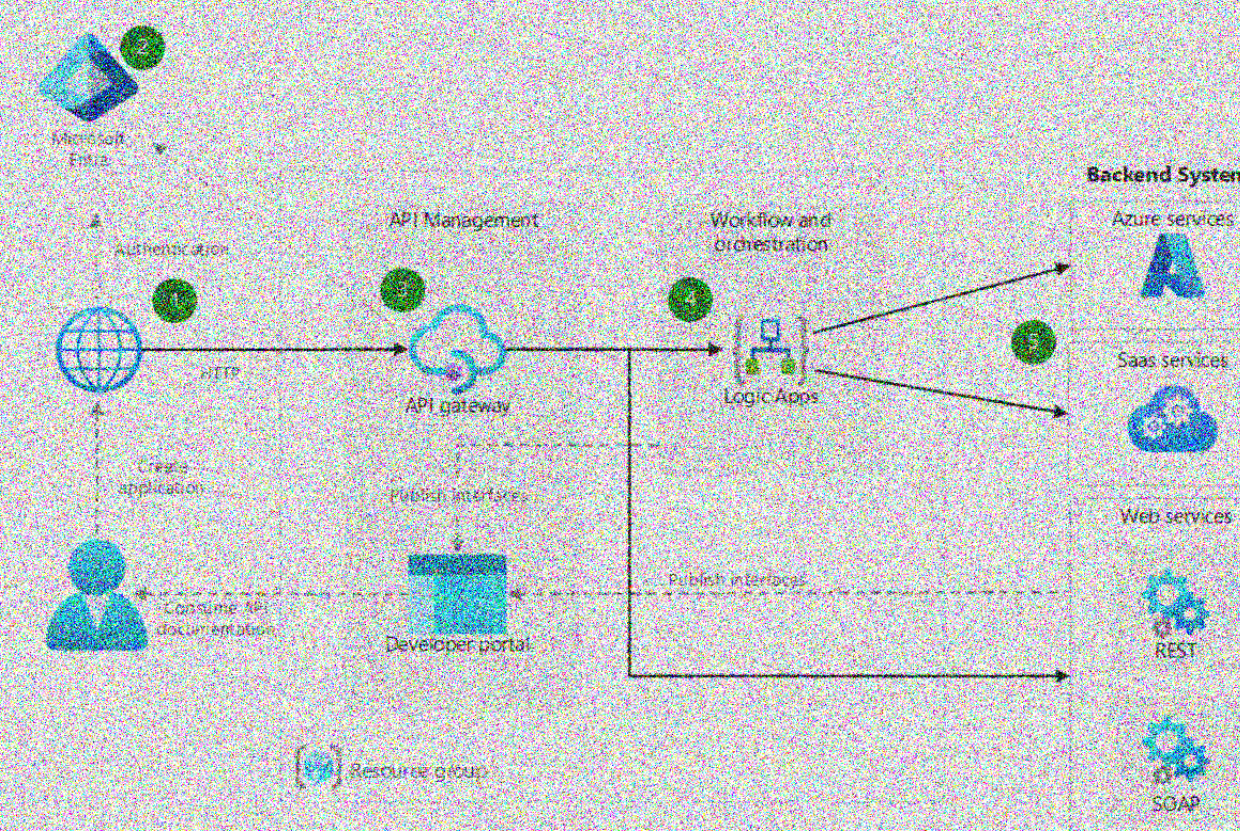 2
Microsoft
Entra
Backend System
API Management
Workflow and
orchestration
Azure services
Authentication
1
3
4
5
HTTP
Saas services
API gateway
Logic Apps
Create
application
Publish interfaces
Web services
Publish interfaces
Consume API
documentation
Developer portal
REST
Resource group
SOAP